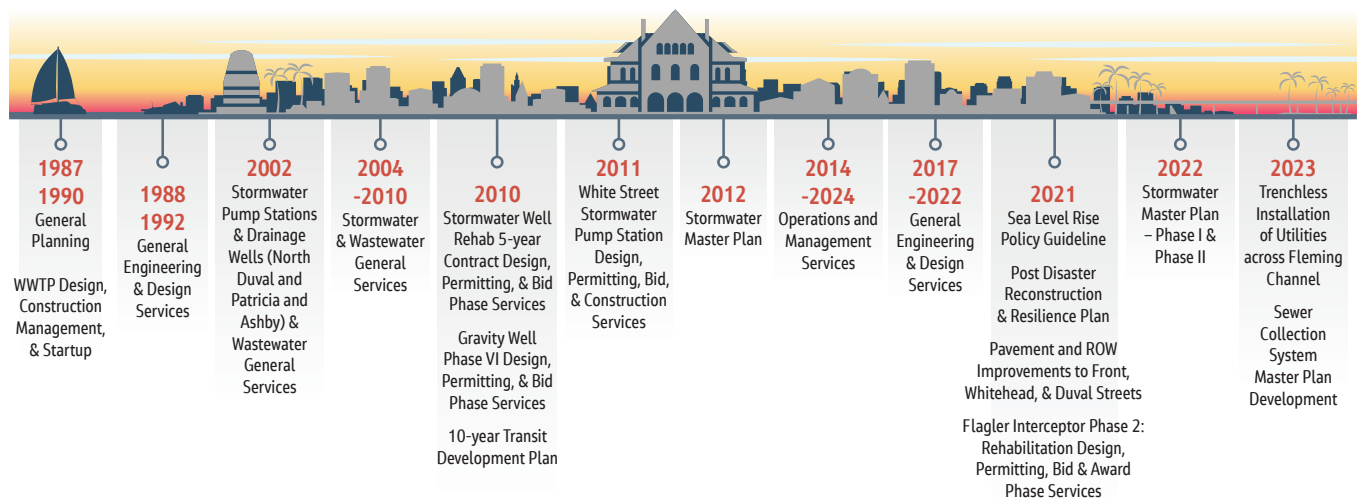 1987
1990
General
Planning
WWTP Design,
Construction
Management,
& Startup
1988
1992
General
Engineering
& Design
Services
2002
Stormwater
Pump Stations
& Drainage
Wells (North
Duval and
Patricia and
Ashby) &
Wastewater
General
Services
2004
-2010
Stormwater
& Wastewater
General
Services
2010
Stormwater Well
Rehab 5-year
Contract Design,
Permitting, & Bid
Phase Services
Gravity Well
Phase VI Design,
Permitting, & Bid
Phase Services
10-year Transit
Development Plan
2011
White Street
Stormwater
Pump Station
Design,
Permitting, Bid,
& Construction
Services
2012
Stormwater
Master Plan
2014
-2024
Operations and
Management
Services
2017
-2022
General
Engineering
& Design
Services
2021
Sea Level Rise
Policy Guideline
Post Disaster
Reconstruction
& Resilience Plan
Pavement and ROW
Improvements to Front,
Whitehead, & Duval Streets
Flagler Interceptor Phase 2:
Rehabilitation Design,
Permitting, Bid & Award
Phase Services
2022
Stormwater
Master Plan
– Phase I &
Phase II
2023
Trenchless
Installation
of Utilities
across Fleming
Channel
Sewer
Collection
System
Master Plan
Development